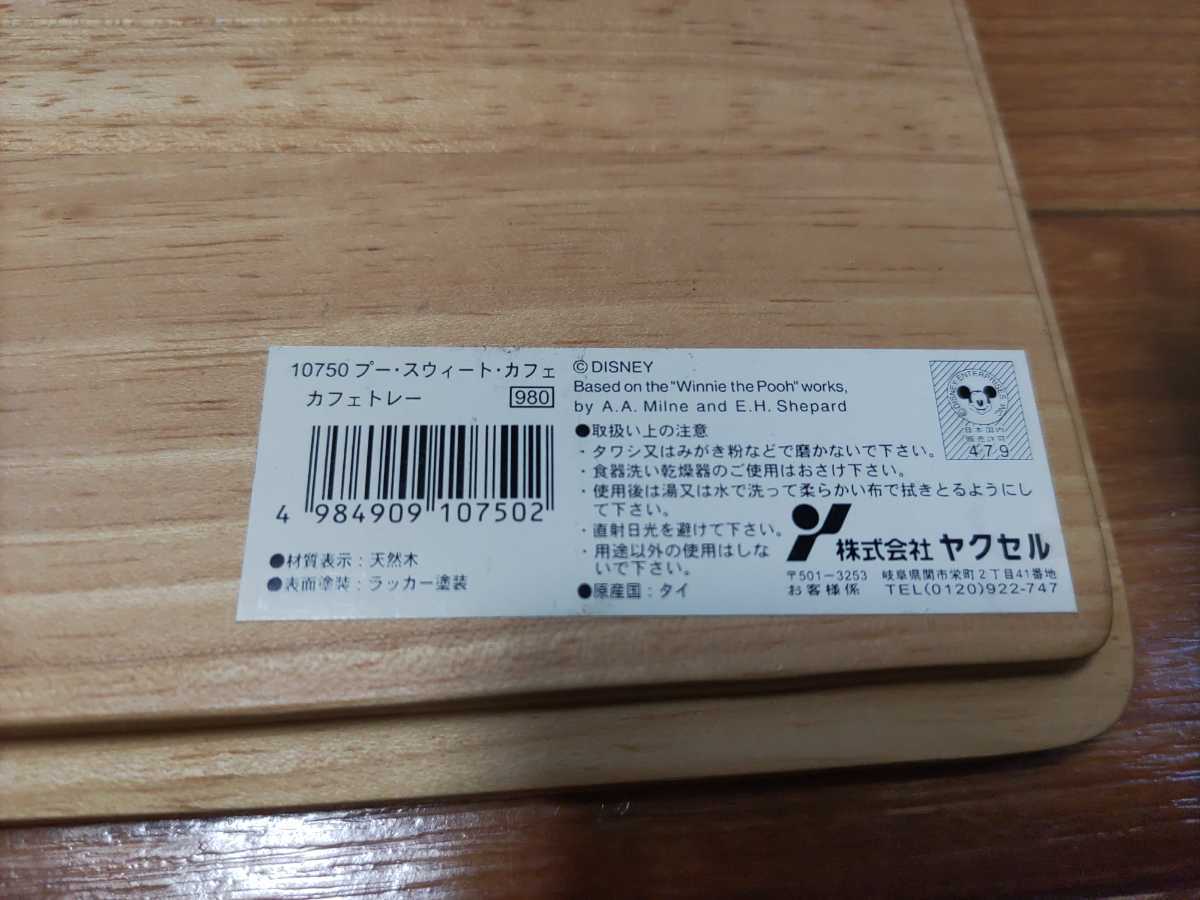 10750 プー・スウィート・カフェ
カフェトレー
980
4 984909 107502
●材質表示：天然木
●表面塗装：ラッカー塗装
©DISNEY
Based on the "Winnie the Pooh" works,
by A.A. Milne and E.H. Shepard
●取扱い上の注意
・タワシ又はみがき粉などで磨かないで下さい。
・食器洗い乾燥器のご使用はおさけ下さい。
・使用後は湯又は水で洗って柔らかい布で拭きとるようにし
て下さい。
・直射日光を避けて下さい。
・用途以外の使用はしな
いで下さい。
●原産国：タイ
©DISNEY ENTERPRISES, INC.
日本国内
販売許可
479
株式会社 ヤクセル
〒501-3253 岐阜県関市栄町2丁目41番地
お客様係 TEL(0120)922-747